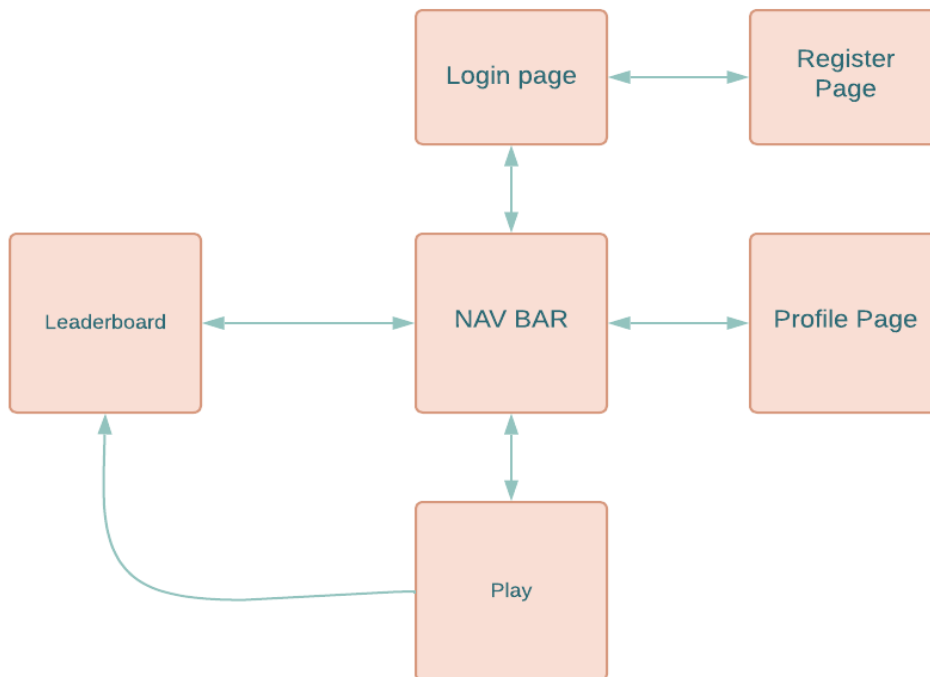 Login page
Register
Page
Leaderboard
NAV BAR
Profile Page
Play